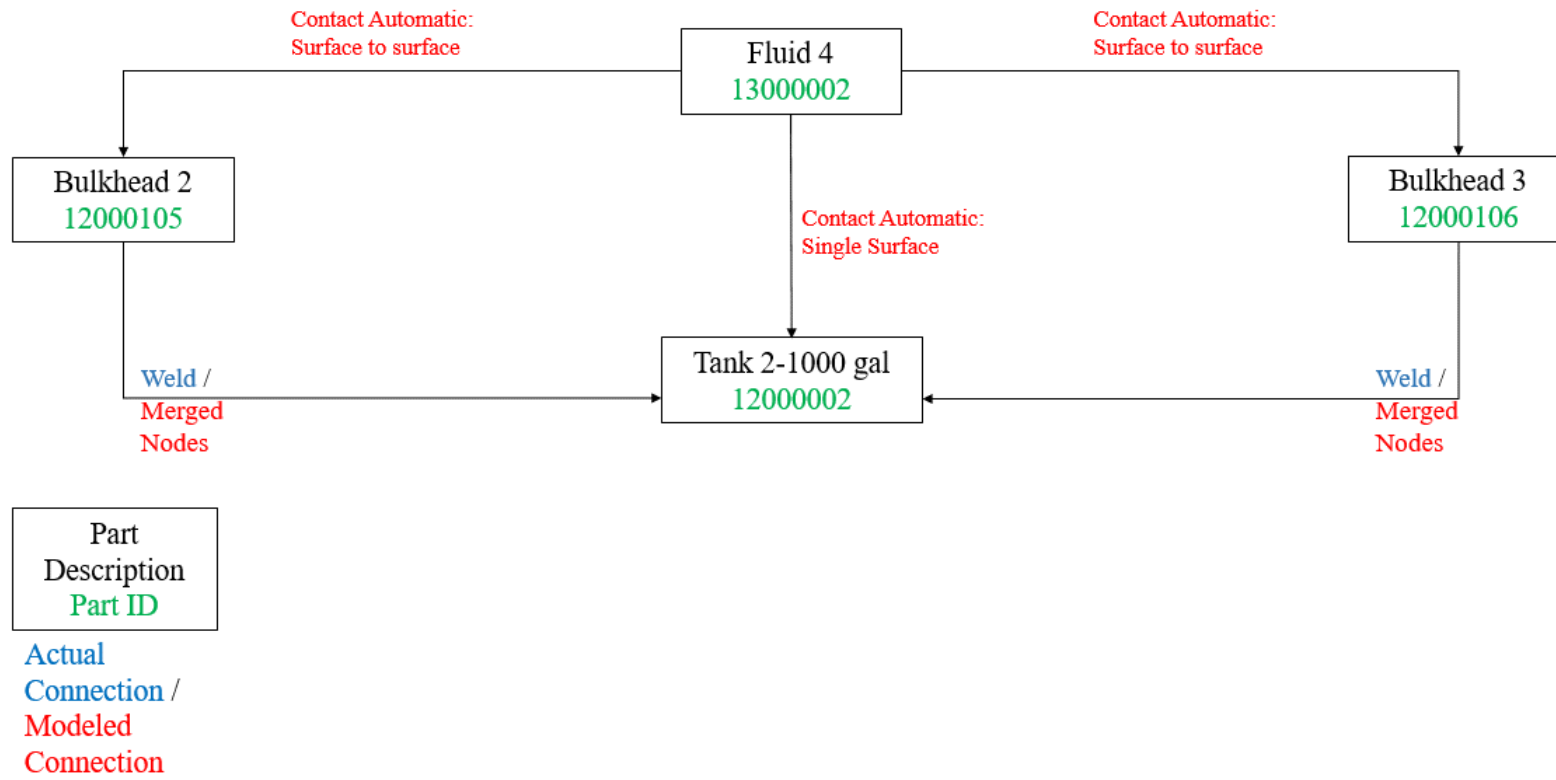 Contact Automatic:
Surface to surface
Fluid 4
13000002
Contact Automatic:
Surface to surface
Bulkhead 2
12000105
Bulkhead 3
12000106
Contact Automatic:
Single Surface
Tank 2-1000 gal
12000002
Weld /
Merged
Nodes
Weld /
Merged
Nodes
Part
Description
Part ID
Actual
Connection /
Modeled
Connection